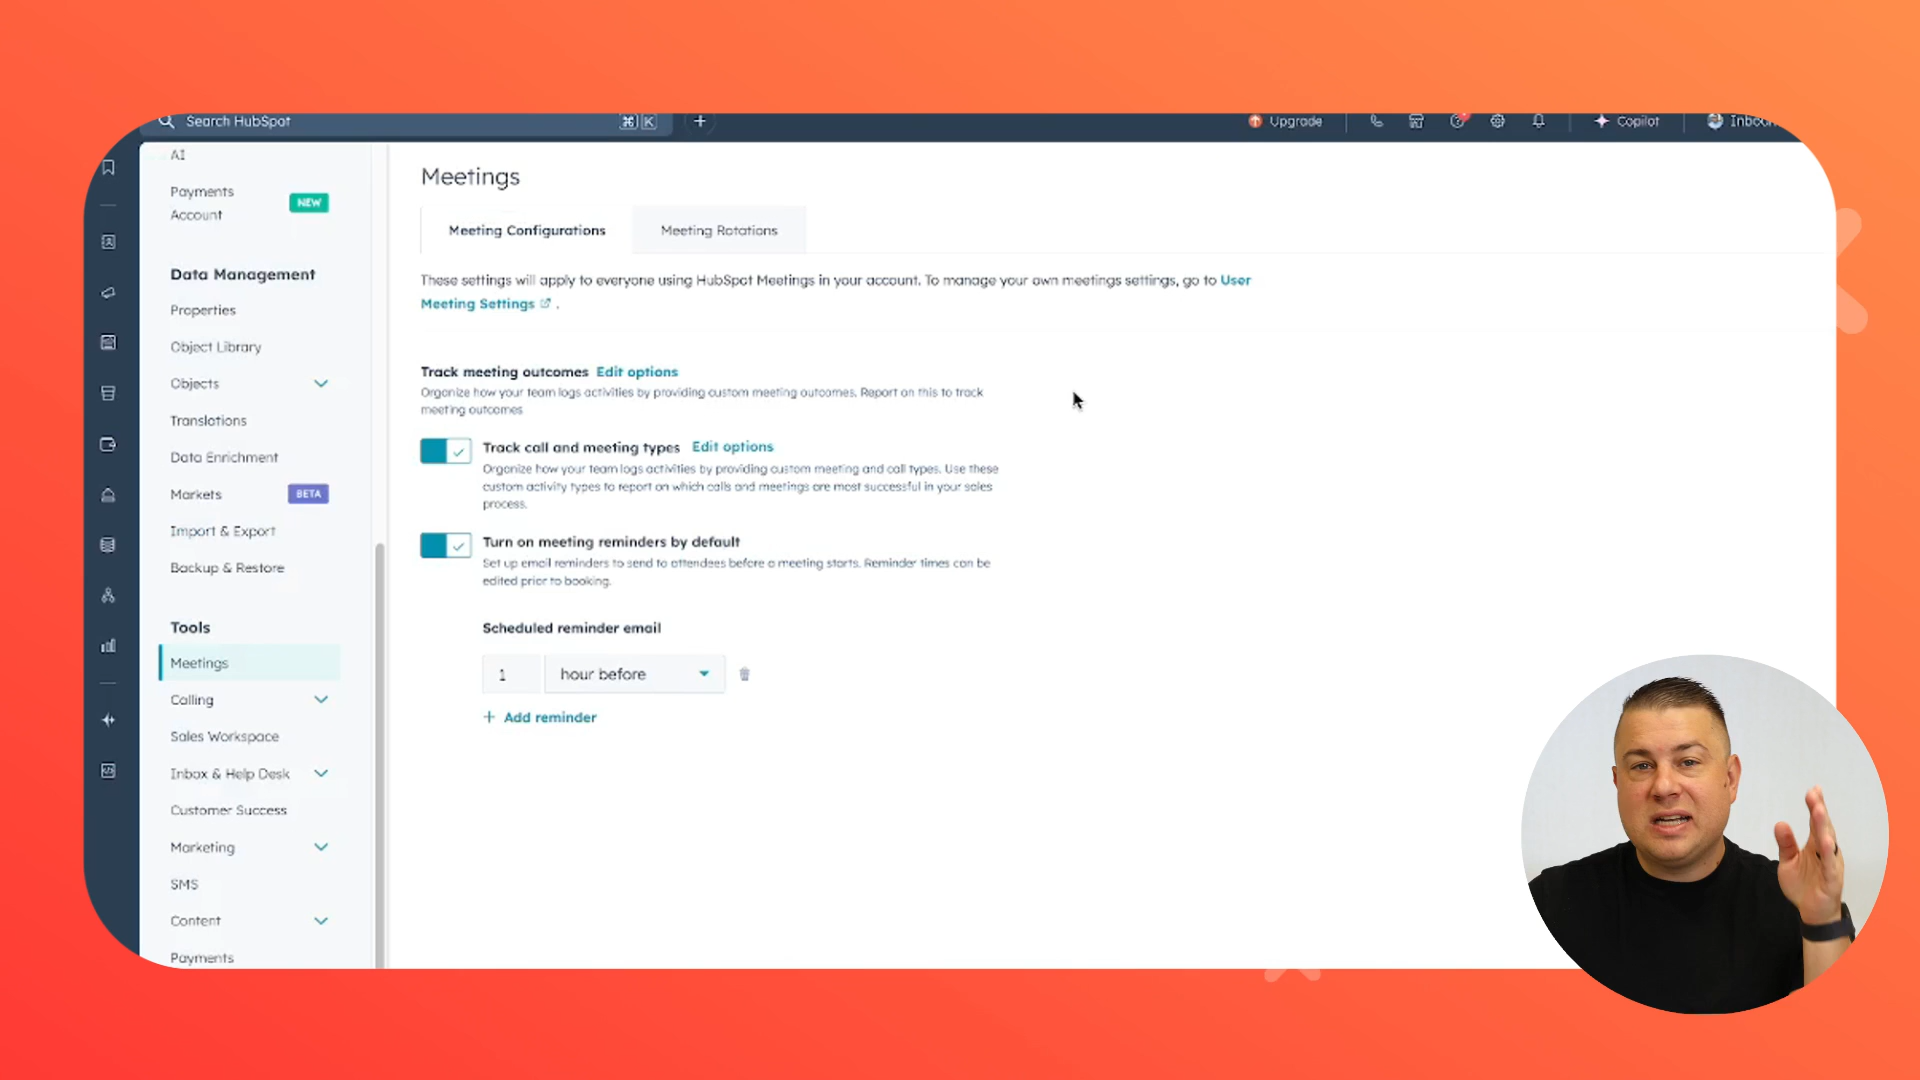 Search HubSpot
⌘ K
Upgrade
Copilot
AI
Payments
Account
NEW
Data Management
Properties
Object Library
Objects
Translations
Data Enrichment
Markets
BETA
Import & Export
Backup & Restore
Tools
Meetings
Calling
Sales Workspace
Inbox & Help Desk
Customer Success
Marketing
SMS
Content
Payments
Meetings
Meeting Configurations
Meeting Rotations
These settings will apply to everyone using HubSpot Meetings in your account. To manage your own meetings settings, go to User
Meeting Settings .
Track meeting outcomes Edit options
Organize how your team logs activities by providing custom meeting outcomes. Report on this to track
meeting outcomes
Track call and meeting types Edit options
Organize how your team logs activities by providing custom meeting and call types. Use these
custom activity types to report on which calls and meetings are most successful in your sales
process.
Turn on meeting reminders by default
Set up email reminders to send to attendees before a meeting starts. Reminder times can be
edited prior to booking.
Scheduled reminder email
1
hour before
+ Add reminder